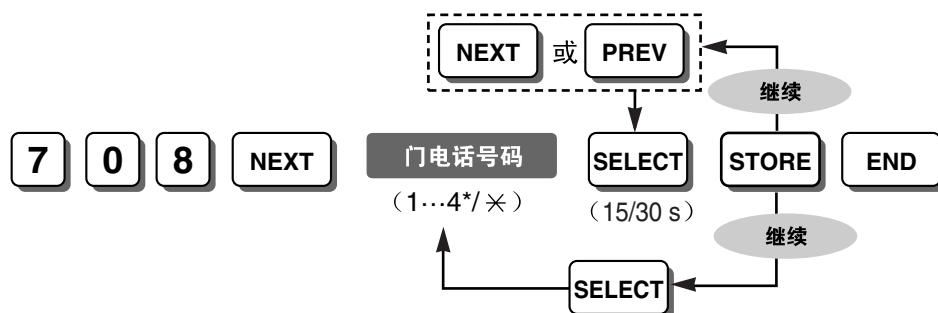 NEXT 或 PREV
继续
7 0 8 NEXT 门电话号码 SELECT STORE END
（1…4*/✳） （15/30 s）
继续
SELECT